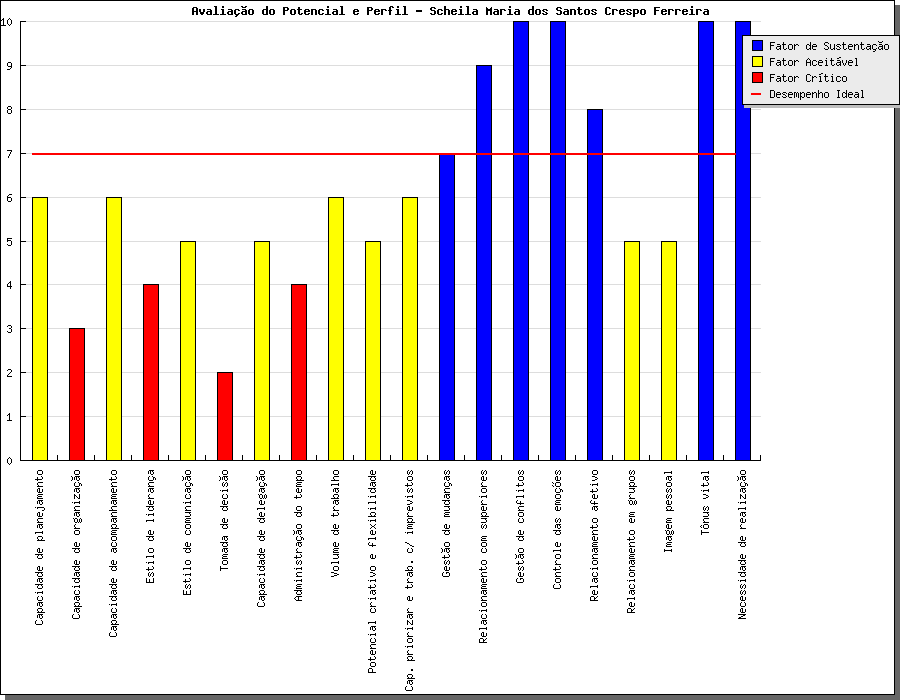 Avaliação do Potencial e Perfil - Scheila Maria dos Santos Crespo Ferreira
Fator de Sustentação
Fator Aceitável
Fator Crítico
Desempenho Ideal
10
9
8
7
6
5
4
3
2
1
0
Capacidade de planejamento
Capacidade de organização
Capacidade de acompanhamento
Estilo de liderança
Estilo de comunicação
Tomada de decisão
Capacidade de delegação
Administração do tempo
Volume de trabalho
Potencial criativo e flexibilidade
Cap. priorizar e trab. c/ imprevistos
Gestão de mudanças
Relacionamento com superiores
Gestão de conflitos
Controle das emoções
Relacionamento afetivo
Relacionamento em grupos
Imagem pessoal
Tônus vital
Necessidade de realização